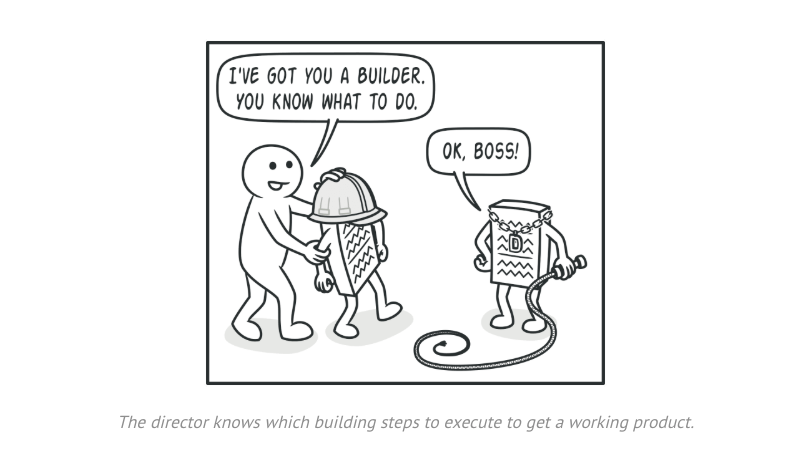 I'VE GOT YOU A BUILDER.
YOU KNOW WHAT TO DO.
OK, BOSS!
D
The director knows which building steps to execute to get a working product.